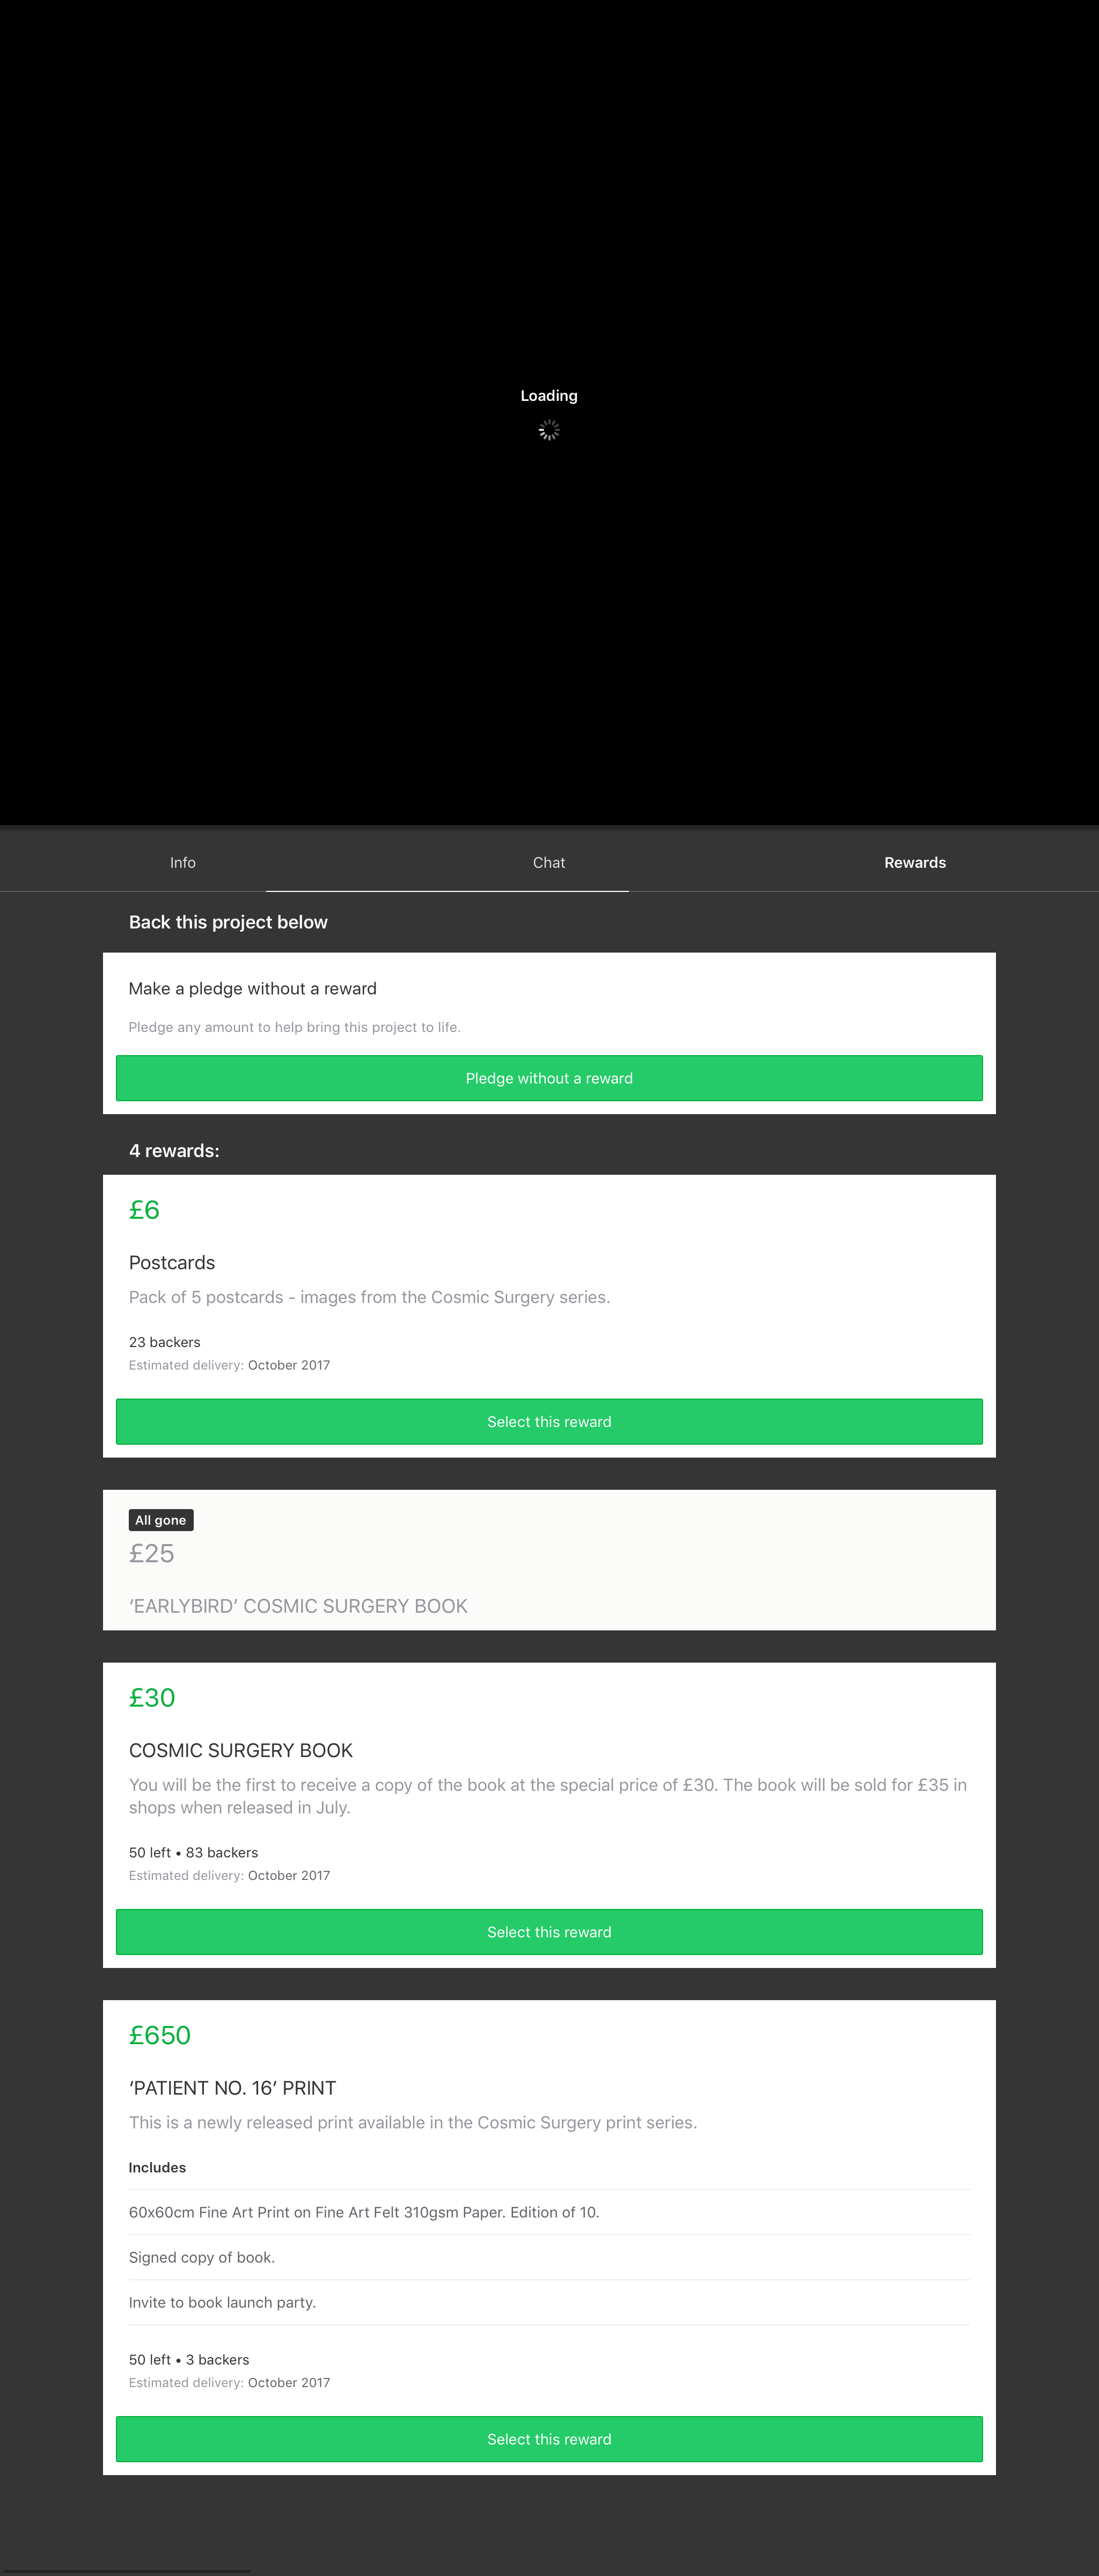 Loading
Info
Chat
Rewards
Back this project below
Make a pledge without a reward
Pledge any amount to help bring this project to life.
Pledge without a reward
4 rewards:
£6
Postcards
Pack of 5 postcards - images from the Cosmic Surgery series.
23 backers
Estimated delivery: October 2017
Select this reward
All gone
£25
‘EARLYBIRD’ COSMIC SURGERY BOOK
£30
COSMIC SURGERY BOOK
You will be the first to receive a copy of the book at the special price of £30. The book will be sold for £35 in
shops when released in July.
50 left • 83 backers
Estimated delivery: October 2017
Select this reward
£650
‘PATIENT NO. 16’ PRINT
This is a newly released print available in the Cosmic Surgery print series.
Includes
60x60cm Fine Art Print on Fine Art Felt 310gsm Paper. Edition of 10.
Signed copy of book.
Invite to book launch party.
50 left • 3 backers
Estimated delivery: October 2017
Select this reward